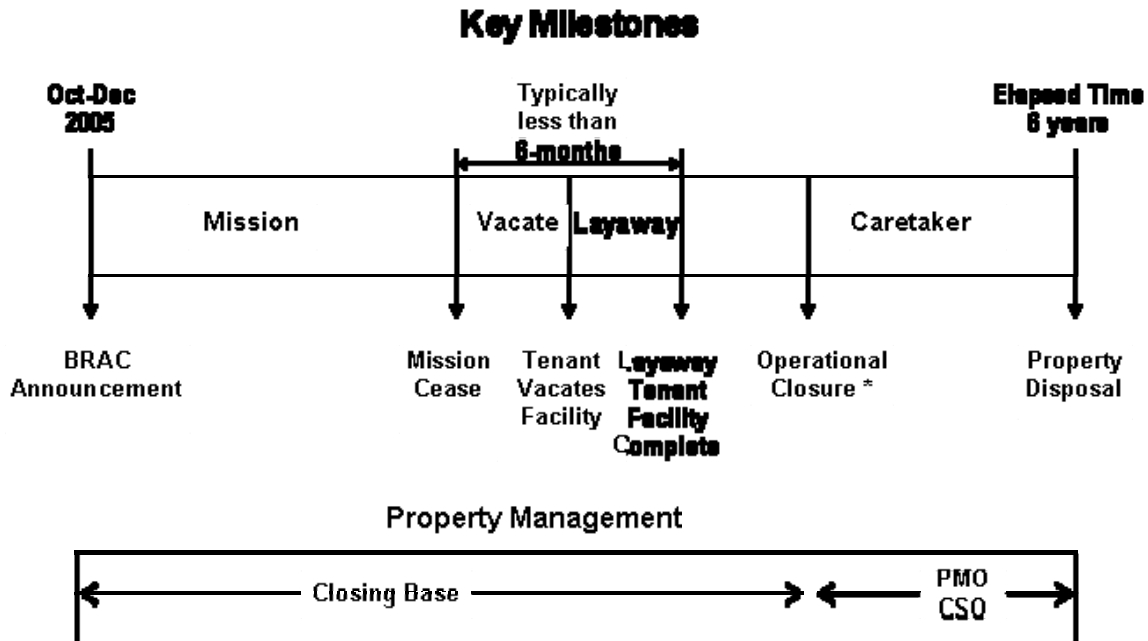 Key Milestones
Oct-Dec
2005
Typically
less than
6-months
Elapsed Time
6 years
Mission
Vacate
Layaway
Caretaker
BRAC
Announcement
Mission
Cease
Tenant
Vacates
Facility
Layaway
Tenant
Facility
Complete
Operational
Closure *
Property
Disposal
Property Management
Closing Base
PMO
CSO